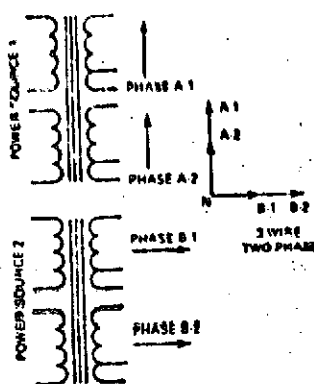 POWER SOURCE 1
PHASE A-1
PHASE A-2
POWER SOURCE 2
PHASE B-1
PHASE B-2
A-1
A-2
N
B-1 B-2
3 WIRE
TWO PHASE